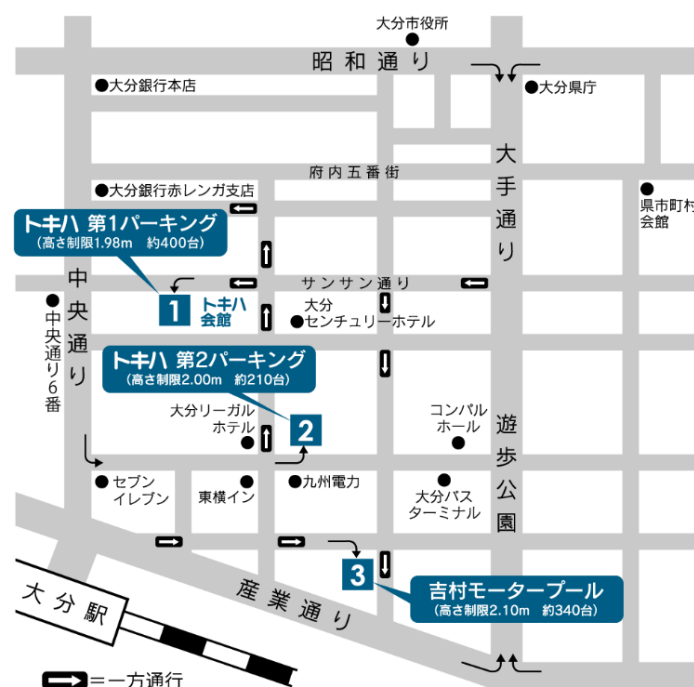 大分市役所
昭和通り
大分銀行本店
大分県庁
大手通り
府内五番街
大分銀行赤レンガ支店
県市町村
会館
トキハ 第1パーキング
(高さ制限1.98m 約400台)
中央通り
サンサン通り
1
トキハ
会館
大分
センチュリーホテル
中央通り6番
トキハ 第2パーキング
(高さ制限2.00m 約210台)
大分リーガル
ホテル
2
コンパル
ホール
遊歩公園
セブン
イレブン
東横イン
九州電力
大分バス
ターミナル
3
吉村モータープール
(高さ制限2.10m 約340台)
産業通り
大分駅
=一方通行